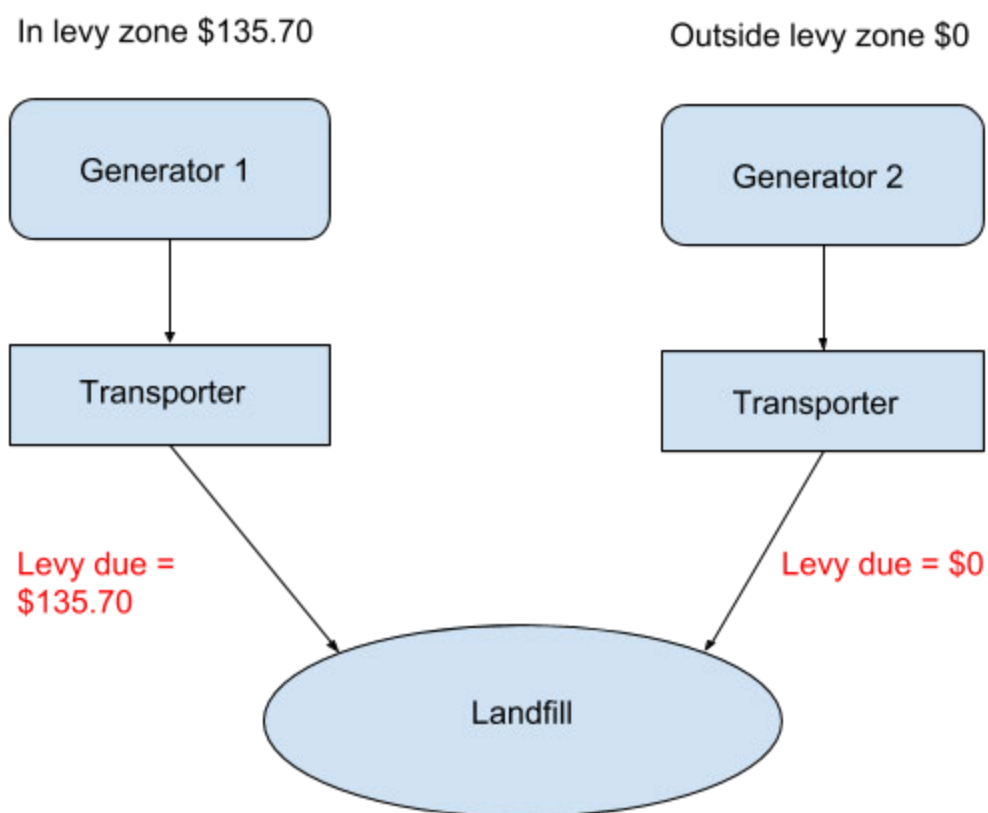 In levy zone $135.70
Outside levy zone $0
Generator 1
Generator 2
Transporter
Transporter
Levy due =
$135.70
Levy due = $0
Landfill